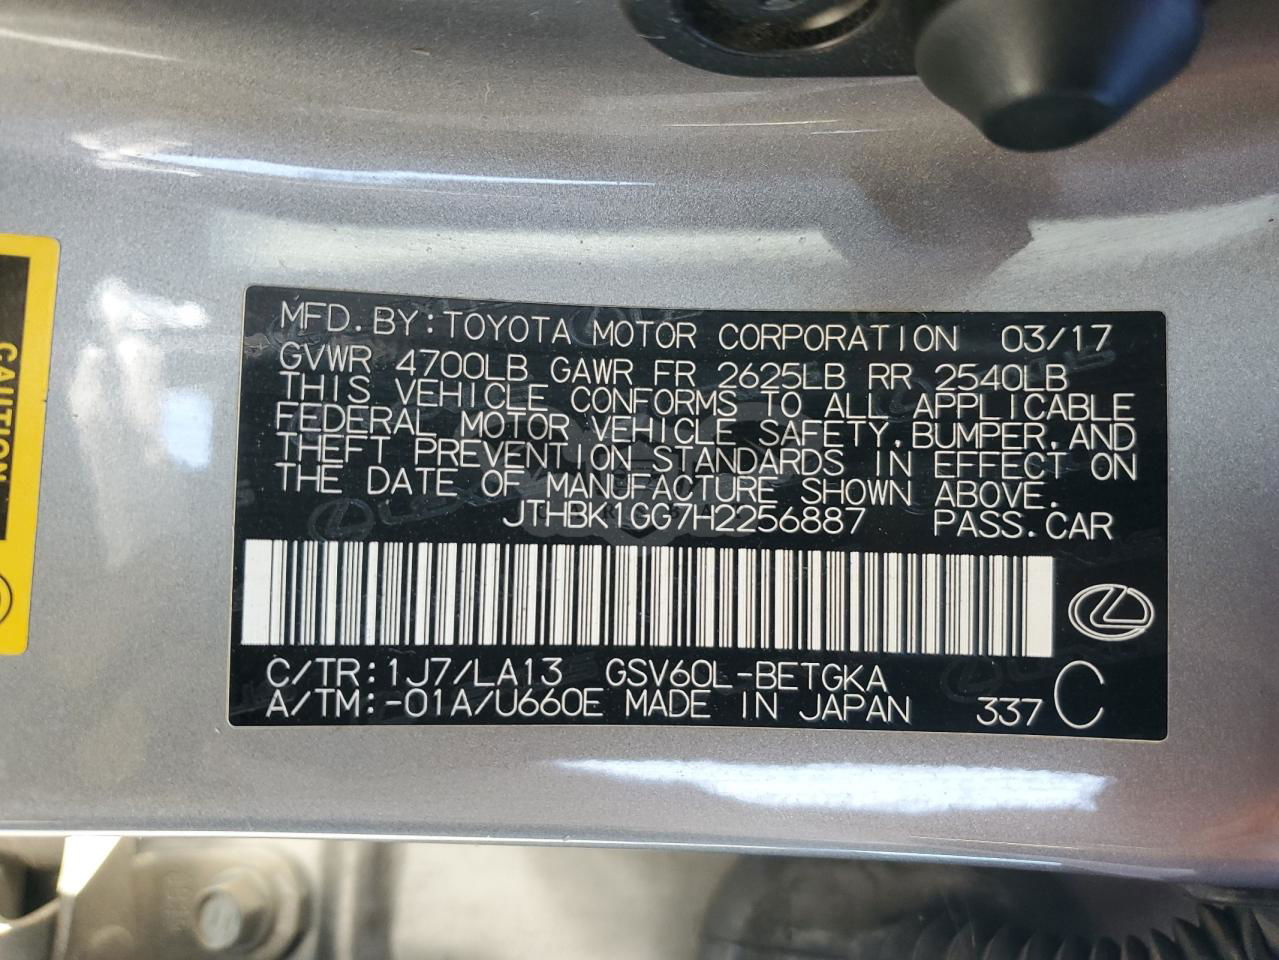 MFD.BY:TOYOTA MOTOR CORPORATION 03/17
GVWR 4700LB GAWR FR 2625LB RR 2540LB
THIS VEHICLE CONFORMS TO ALL APPLICABLE
FEDERAL MOTOR VEHICLE SAFETY,BUMPER,AND
THEFT PREVENTION STANDARDS IN EFFECT ON
THE DATE OF MANUFACTURE SHOWN ABOVE.
JTHBK1GG7H2256887 PASS.CAR
C/TR:1J7/LA13 GSV60L-BETGKA
A/TM:-01A/U660E MADE IN JAPAN 337 C
CAUTION